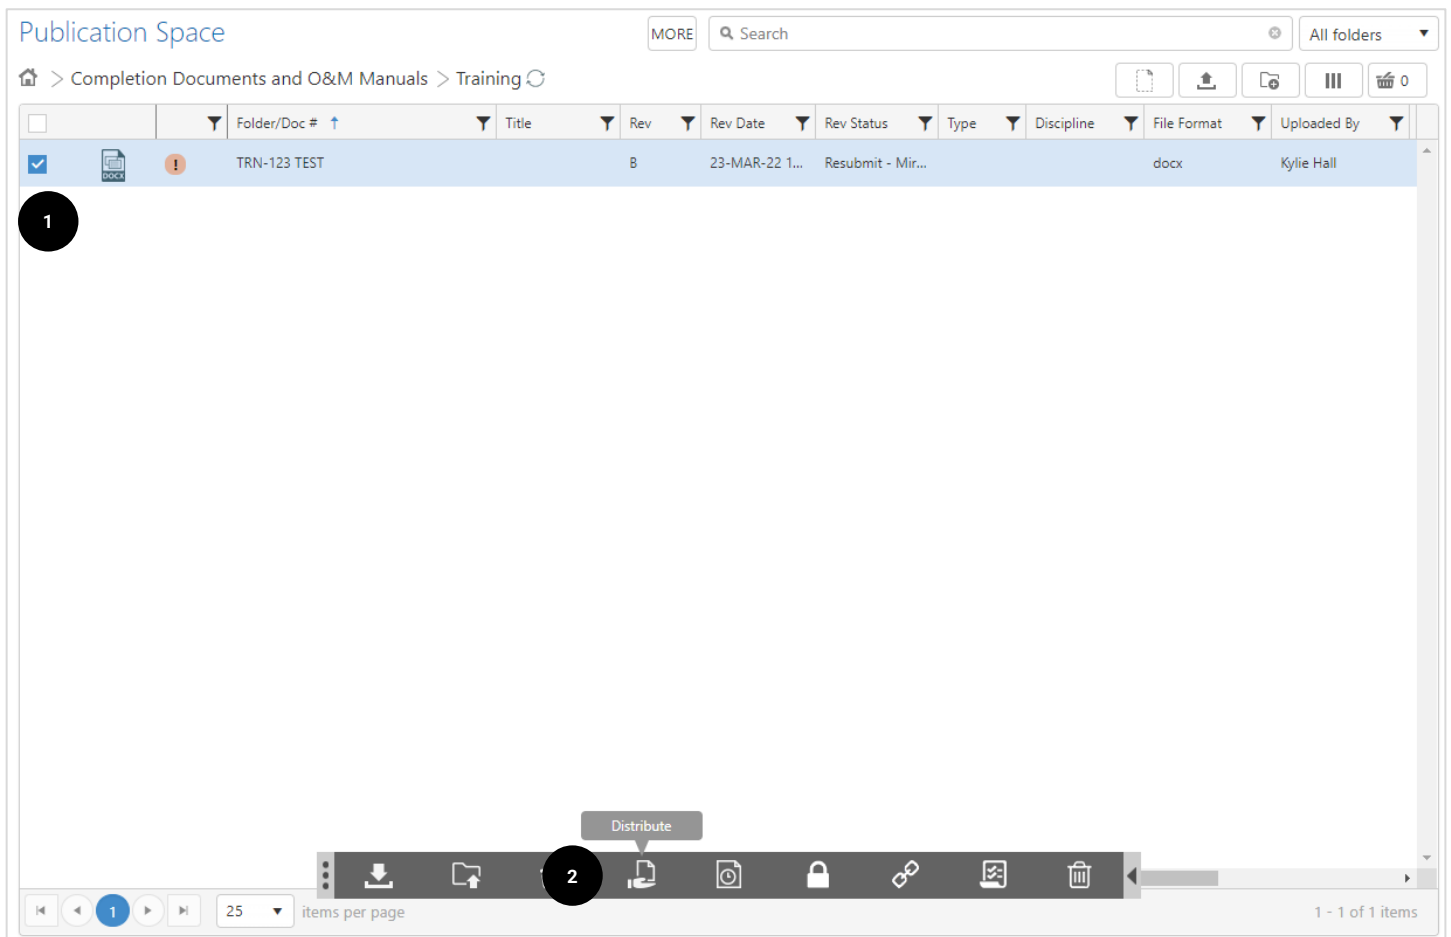 Publication Space
MORE
Search
All folders
Completion Documents and O&M Manuals > Training
0
Folder/Doc # ↑ Title Rev Rev Date Rev Status Type Discipline File Format Uploaded By
DOCX ! TRN-123 TEST B 23-MAR-22 1... Resubmit - Mir... docx Kylie Hall
1
Distribute
2
1 25 items per page 1 - 1 of 1 items